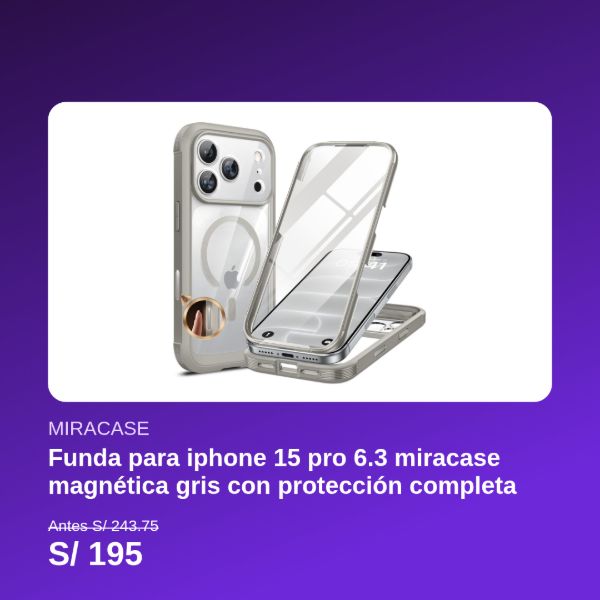 MIRACASE
Funda para iphone 15 pro 6.3 miracase
magnética gris con protección completa
Antes S/ 243.75
S/ 195